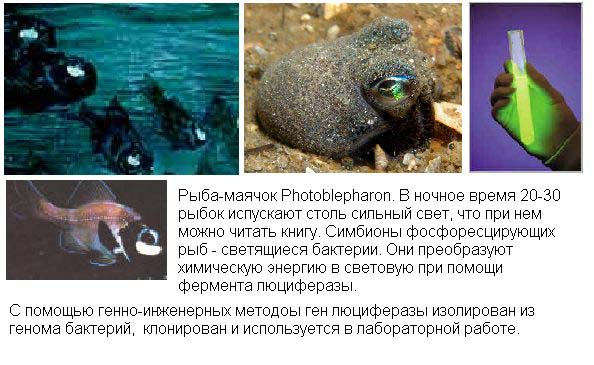 Рыба-маячок Photoblepharon. В ночное время 20-30
рыбок испускают столь сильный свет, что при нем
можно читать книгу. Симбионы фосфоресцирующих
рыб - светящиеся бактерии. Они преобразуют
химическую энергию в световую при помощи
фермента люциферазы.
С помощью генно-инженерных методоы ген люциферазы изолирован из
генома бактерий, клонирован и используется в лабораторной работе.